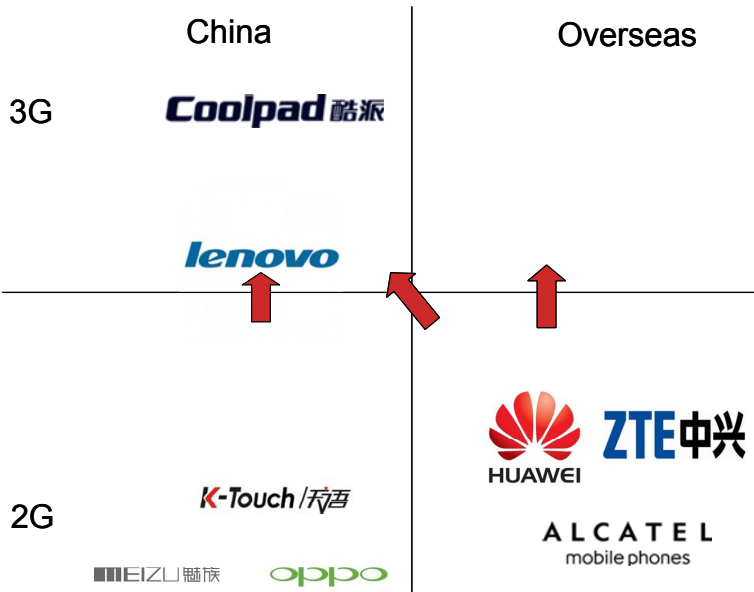 China
Overseas
3G
Coolpad 酷派
lenovo
HUAWEI
ZTE中兴
K-Touch/天语
2G
ALCATEL
mobile phones
MEIZU 魅族
oppo